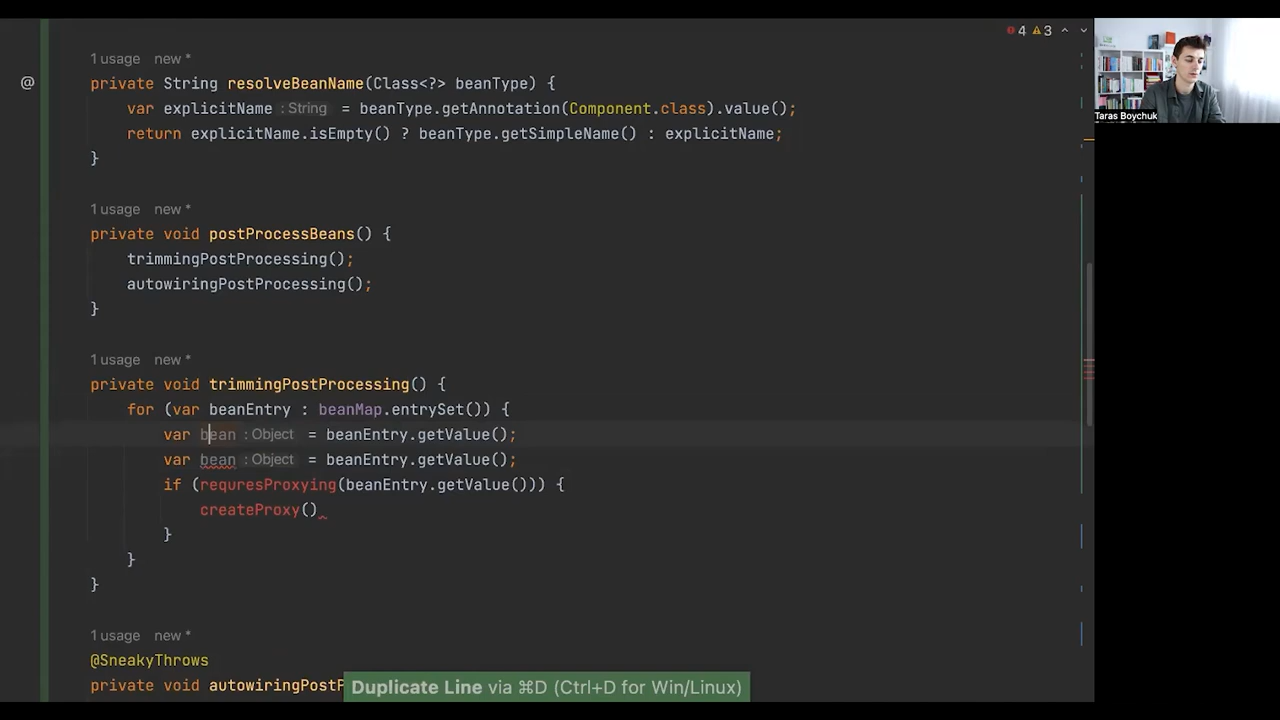 4 3
1 usage new *
private String resolveBeanName(Class<?> beanType) {
@
var explicitName : String = beanType.getAnnotation(Component.class).value();
return explicitName.isEmpty() ? beanType.getSimpleName() : explicitName;
}
Taras Boychuk
1 usage new *
private void postProcessBeans() {
trimmingPostProcessing();
autowiringPostProcessing();
}
1 usage new *
private void trimmingPostProcessing() {
for (var beanEntry : beanMap.entrySet()) {
var bean : Object = beanEntry.getValue();
var bean : Object = beanEntry.getValue();
if (requresProxying(beanEntry.getValue())) {
createProxy()
}
}
}
1 usage new *
@SneakyThrows
private void autowiringPostP
Duplicate Line via ⌘D (Ctrl+D for Win/Linux)